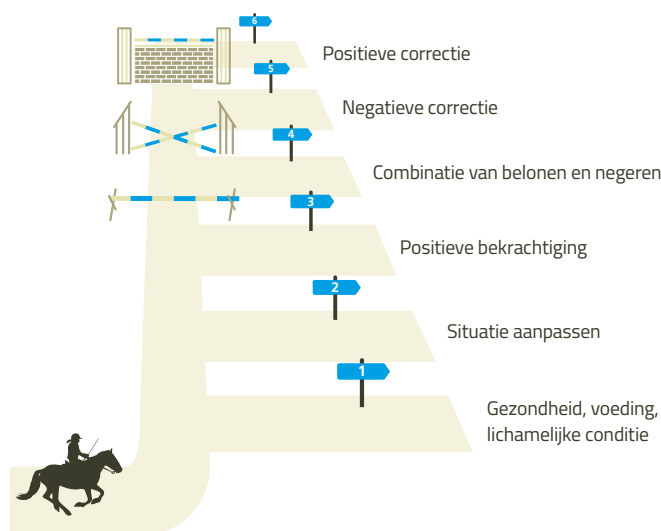 6
Positieve correctie
5
Negatieve correctie
4
Combinatie van belonen en negeren
3
Positieve bekrachtiging
2
Situatie aanpassen
1
Gezondheid, voeding,
lichamelijke conditie